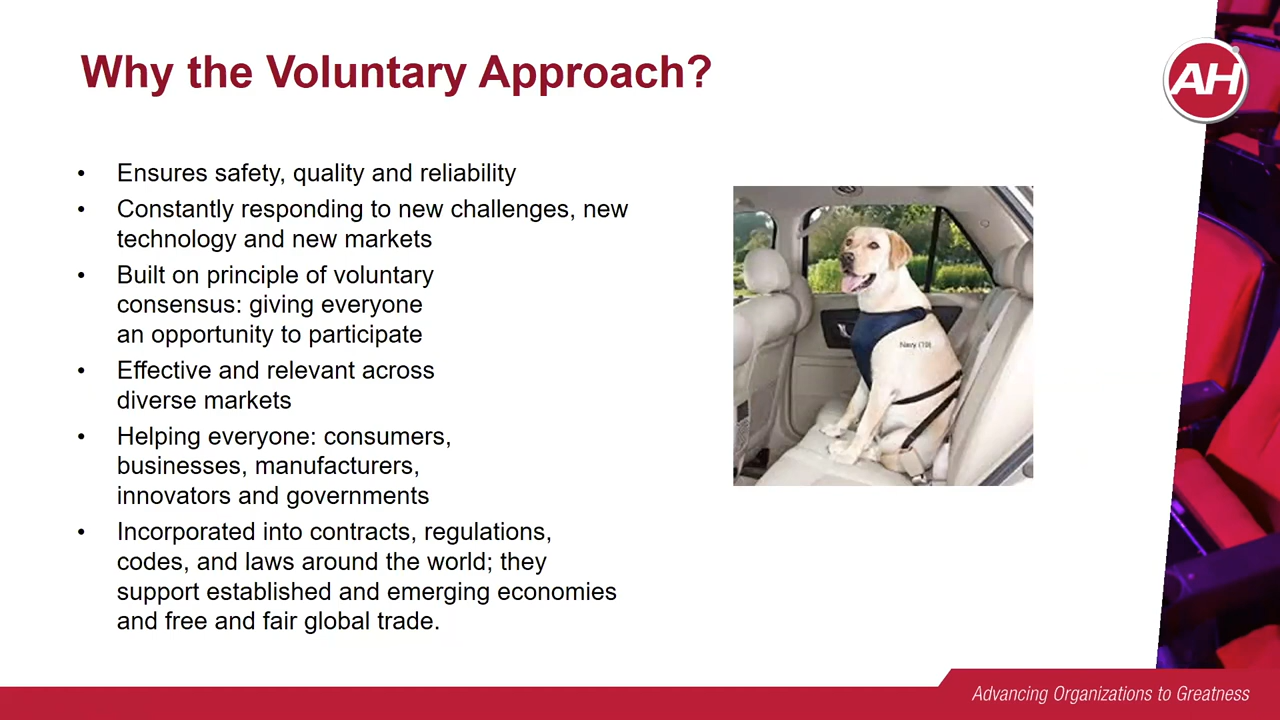 Why the Voluntary Approach?
AH
• Ensures safety, quality and reliability
• Constantly responding to new challenges, new
technology and new markets
• Built on principle of voluntary
consensus: giving everyone
an opportunity to participate
• Effective and relevant across
diverse markets
• Helping everyone: consumers,
businesses, manufacturers,
innovators and governments
• Incorporated into contracts, regulations,
codes, and laws around the world; they
support established and emerging economies
and free and fair global trade.
Navy (19)
Advancing Organizations to Greatness